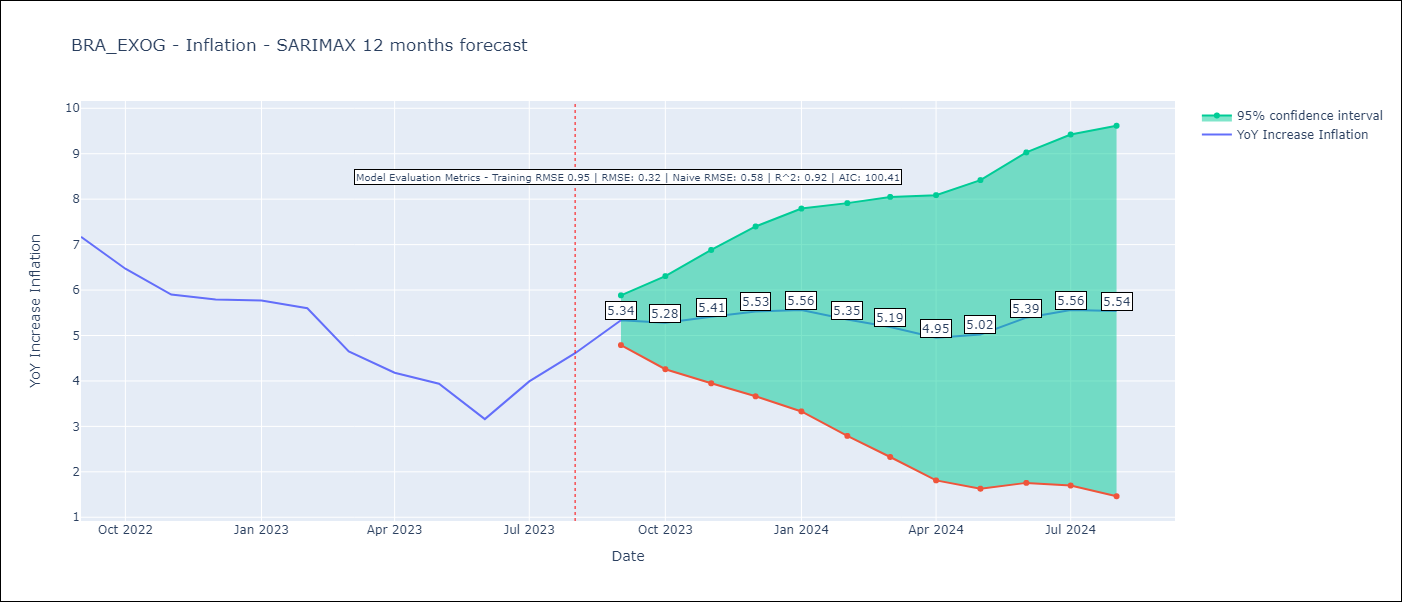 BRA_EXOG - Inflation - SARIMAX 12 months forecast
95% confidence interval
YoY Increase Inflation
Model Evaluation Metrics - Training RMSE 0.95 | RMSE: 0.32 | Naive RMSE: 0.58 | R^2: 0.92 | AIC: 100.41
YoY Increase Inflation
10
9
8
7
6
5
4
3
2
1
5.34
5.28
5.41
5.53
5.56
5.35
5.19
4.95
5.02
5.39
5.56
5.54
Oct 2022
Jan 2023
Apr 2023
Jul 2023
Oct 2023
Jan 2024
Apr 2024
Jul 2024
Date